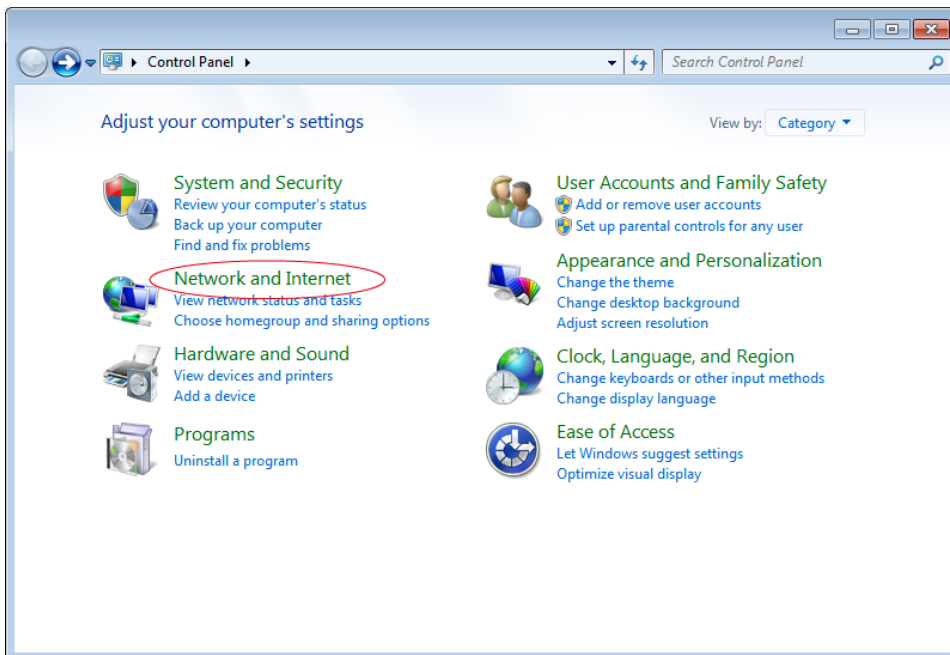 Control Panel
Search Control Panel
Adjust your computer's settings
View by: Category
System and Security
Review your computer's status
Back up your computer
Find and fix problems
Network and Internet
View network status and tasks
Choose homegroup and sharing options
Hardware and Sound
View devices and printers
Add a device
Programs
Uninstall a program
User Accounts and Family Safety
Add or remove user accounts
Set up parental controls for any user
Appearance and Personalization
Change the theme
Change desktop background
Adjust screen resolution
Clock, Language, and Region
Change keyboards or other input methods
Change display language
Ease of Access
Let Windows suggest settings
Optimize visual display